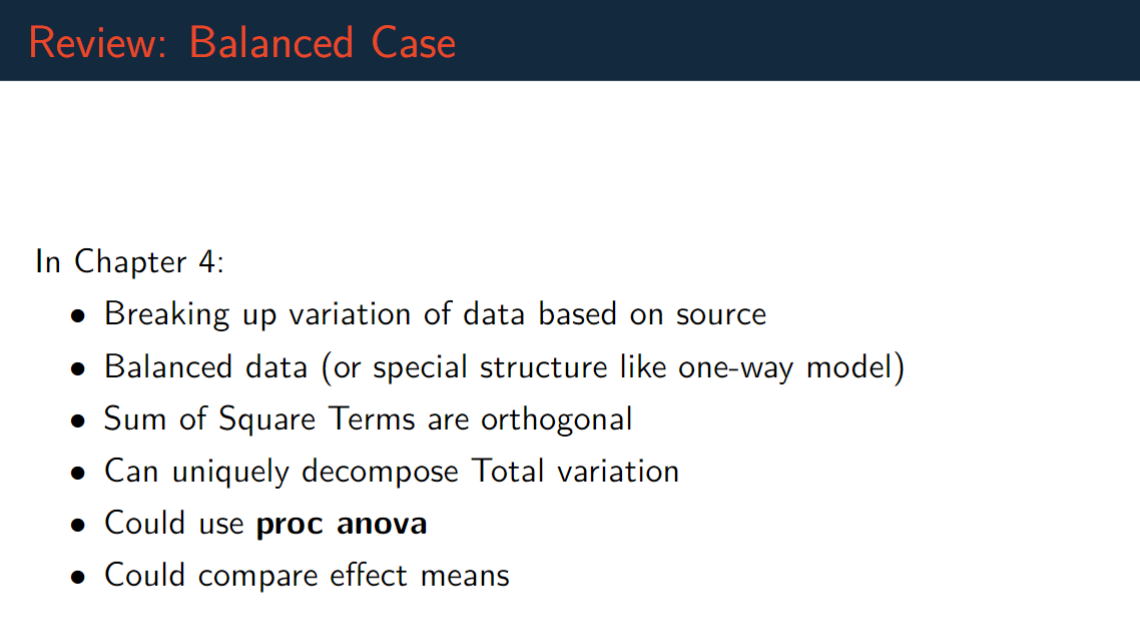 Review: Balanced Case
In Chapter 4:
• Breaking up variation of data based on source
• Balanced data (or special structure like one-way model)
• Sum of Square Terms are orthogonal
• Can uniquely decompose Total variation
• Could use proc anova
• Could compare effect means